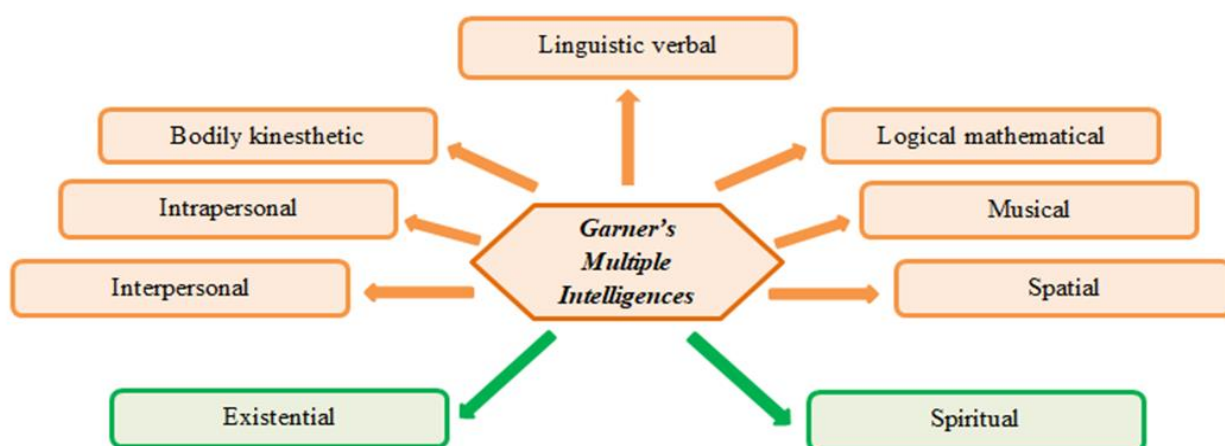 Linguistic verbal
Bodily kinesthetic
Logical mathematical
Intrapersonal
Garner's
Multiple
Intelligences
Musical
Interpersonal
Spatial
Existential
Spiritual